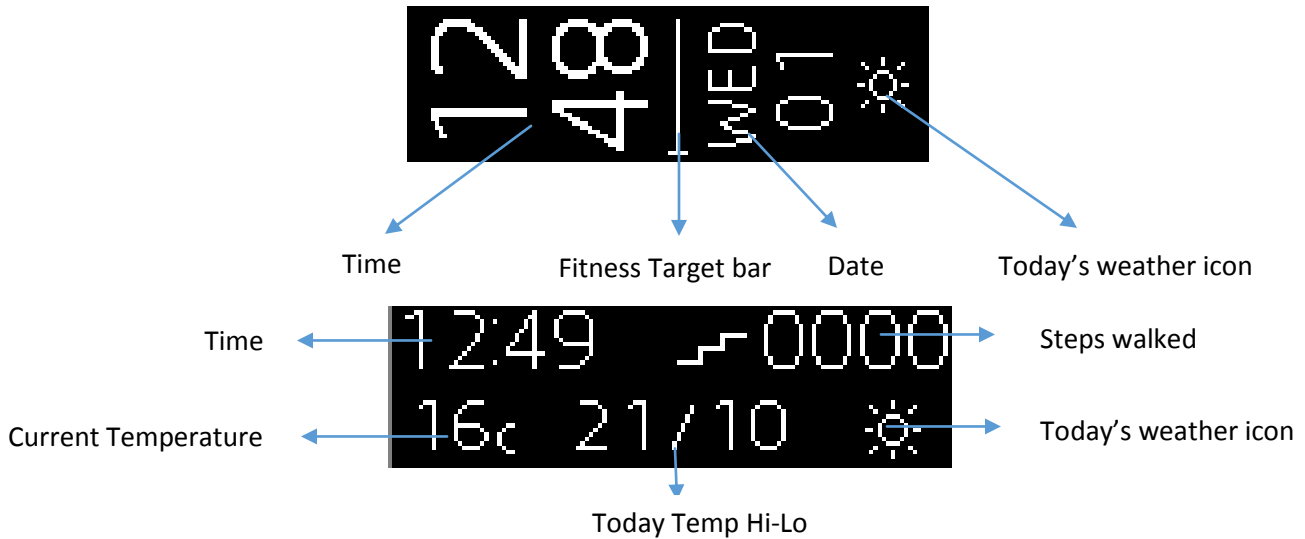 12
48
WED
01
Time
Fitness Target bar
Date
Today’s weather icon
Time
12:49
0000
Steps walked
Current Temperature
16c
21/10
Today’s weather icon
Today Temp Hi-Lo